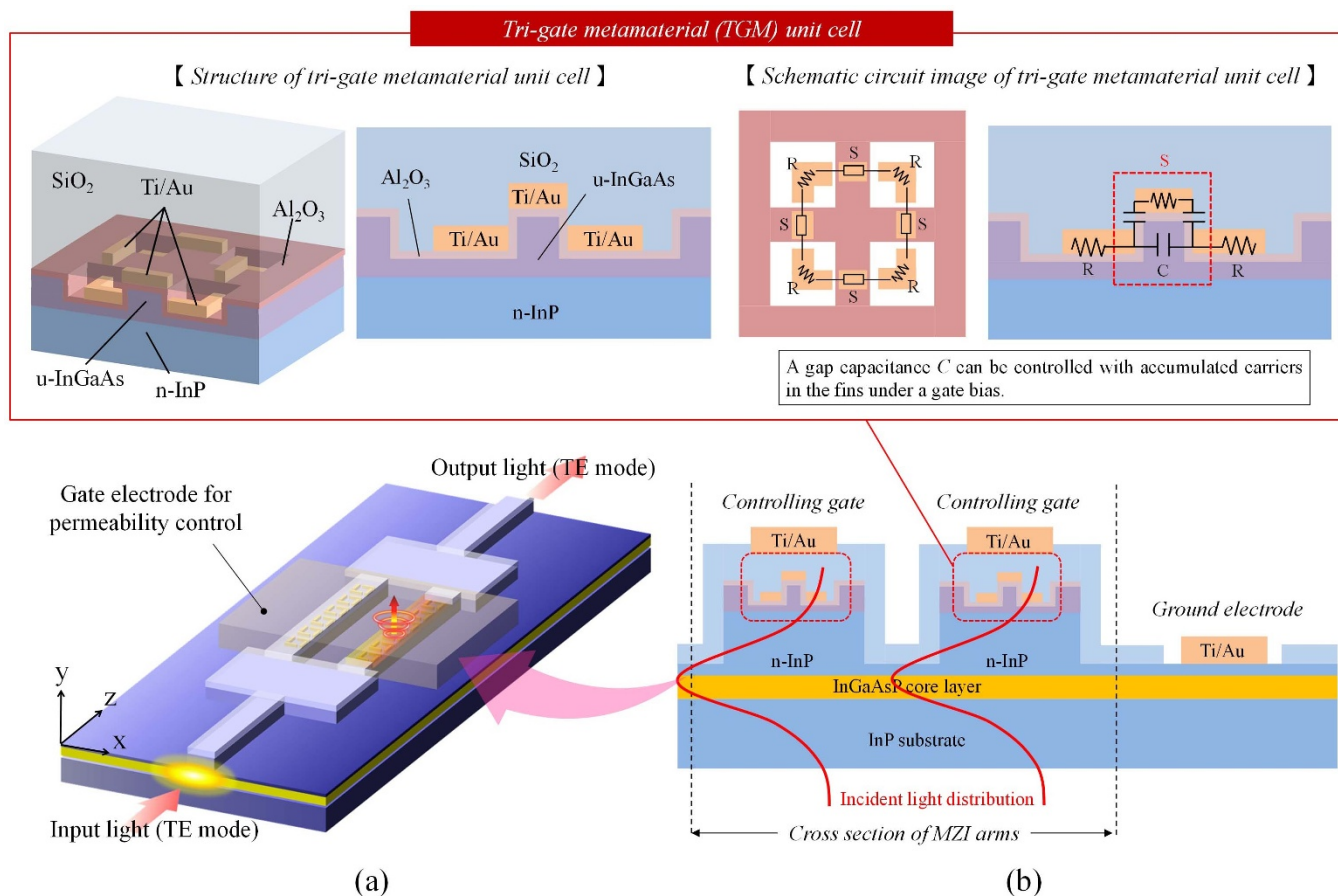 Tri-gate metamaterial (TGM) unit cell
【 Structure of tri-gate metamaterial unit cell 】
【 Schematic circuit image of tri-gate metamaterial unit cell 】
SiO2
Ti/Au
Al2O3
u-InGaAs
n-InP
Al2O3
SiO2
u-InGaAs
Ti/Au
Ti/Au
Ti/Au
n-InP
R
S
R
S
S
R
S
R
S
R
C
R
A gap capacitance C can be controlled with accumulated carriers
in the fins under a gate bias.
Output light (TE mode)
Gate electrode for
permeability control
y
z
x
Input light (TE mode)
(a)
Controlling gate
Controlling gate
Ti/Au
Ti/Au
Ground electrode
Ti/Au
n-InP
n-InP
InGaAsP core layer
InP substrate
Incident light distribution
Cross section of MZI arms
(b)